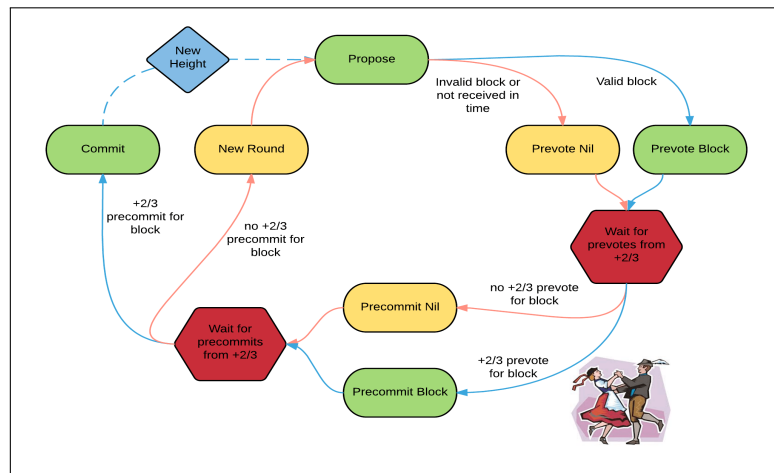 New
Height
Propose
Invalid block or
not received in
time
Valid block
Commit
New Round
Prevote Nil
Prevote Block
+2/3
precommit for
block
no +2/3
precommit for
block
Wait for
prevotes from
+2/3
no +2/3 prevote
for block
Precommit Nil
Wait for
precommits
from +2/3
+2/3 prevote
for block
Precommit Block